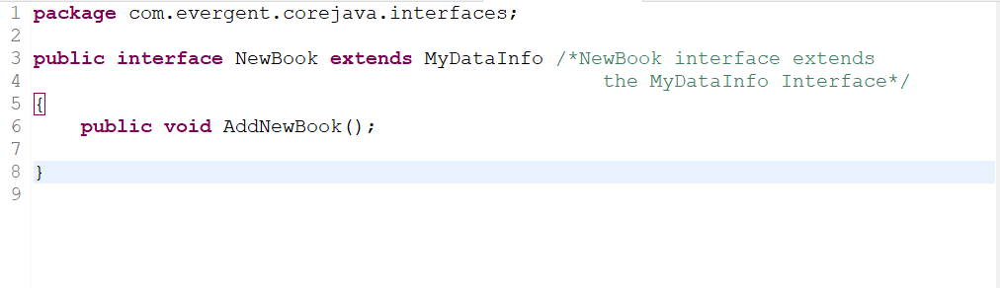 1 package com.evergent.corejava.interfaces;
2
3 public interface NewBook extends MyDataInfo /*NewBook interface extends
4 the MyDataInfo Interface*/
5 {
6 public void AddNewBook();
7
8 }
9